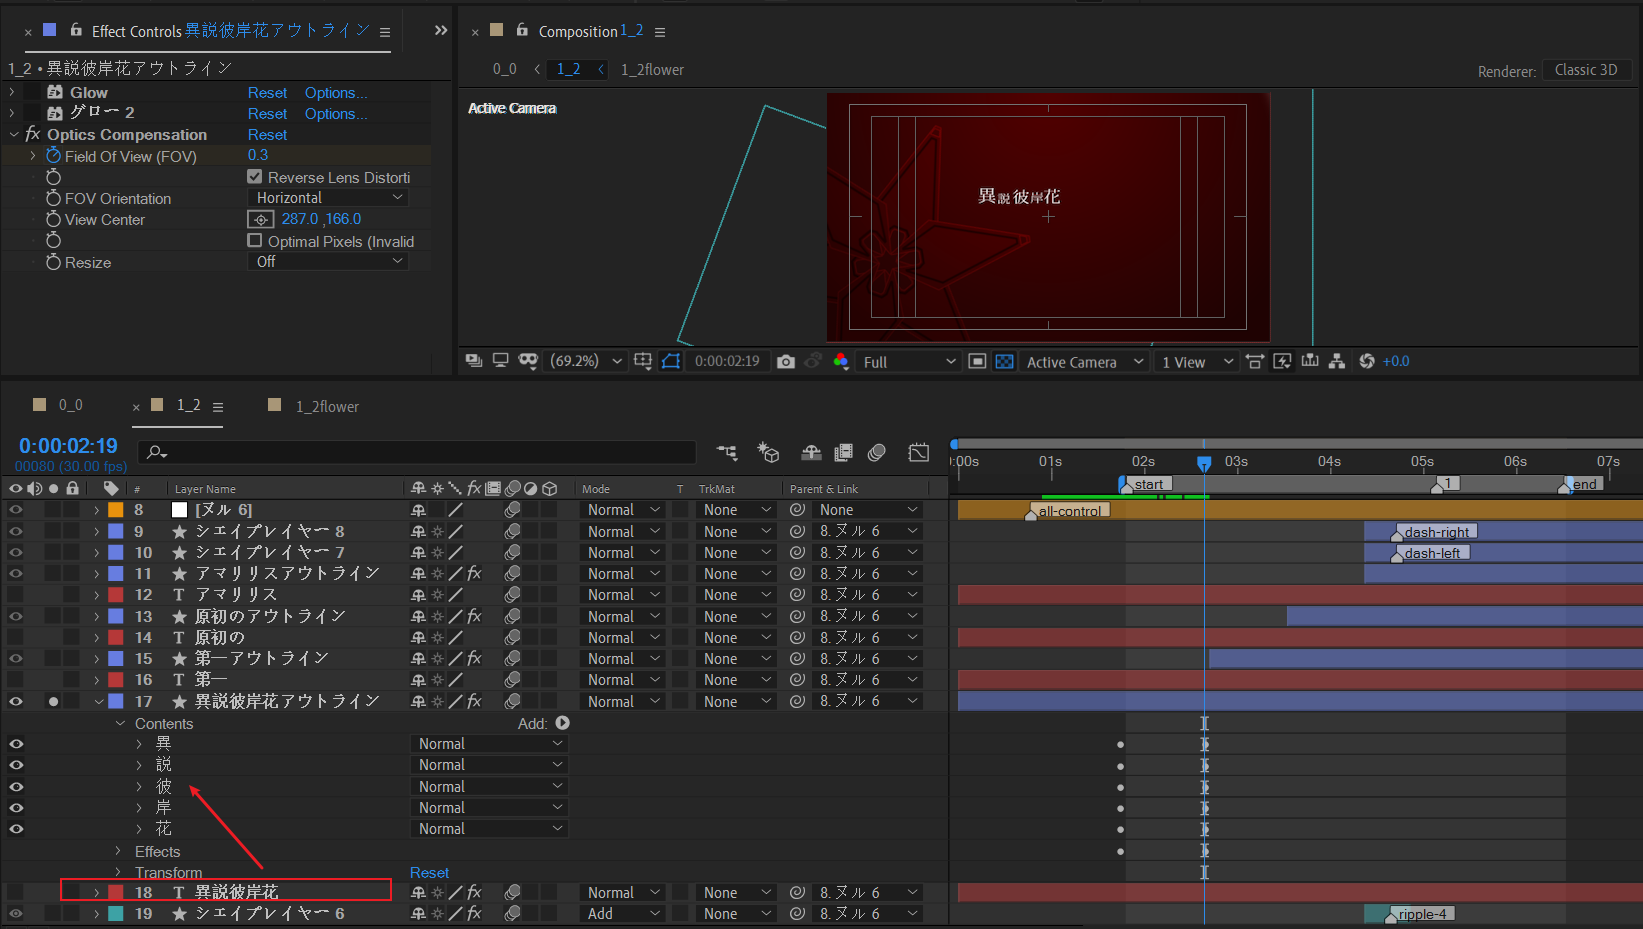 Effect Controls 異説彼岸花アウトライン
1_2 • 異説彼岸花アウトライン
Glow Reset Options...
グロー 2 Reset Options...
fx Optics Compensation Reset
Field Of View (FOV) 0.3
Reverse Lens Distorti
FOV Orientation Horizontal
View Center 287.0 ,166.0
Optimal Pixels (Invalid
Resize Off
Composition 1_2
0_0 1_2 1_2flower
Renderer: Classic 3D
Active Camera
異説彼岸花
(69.2%) 0:00:02:19 Full Active Camera 1 View +0.0
0_0 1_2 1_2flower
0:00:02:19
00080 (30.00 fps)
:00s 01s 02s 03s 04s 05s 06s 07s
start 1 end
# Layer Name fx Mode T TrkMat Parent & Link
8 [ヌル 6] Normal None None all-control
9 シェイプレイヤー 8 Normal None 8. ヌル 6 dash-right
10 シェイプレイヤー 7 Normal None 8. ヌル 6 dash-left
11 アマリリスアウトライン fx Normal None 8. ヌル 6
12 T アマリリス Normal None 8. ヌル 6
13 原初のアウトライン fx Normal None 8. ヌル 6
14 T 原初の Normal None 8. ヌル 6
15 第一アウトライン fx Normal None 8. ヌル 6
16 T 第一 Normal None 8. ヌル 6
17 異説彼岸花アウトライン fx Normal None 8. ヌル 6
Contents Add:
異 Normal
説 Normal
彼 Normal
岸 Normal
花 Normal
Effects
Transform Reset
18 T 異説彼岸花 fx Normal None 8. ヌル 6
19 シェイプレイヤー 6 fx Add None 8. ヌル 6 ripple-4